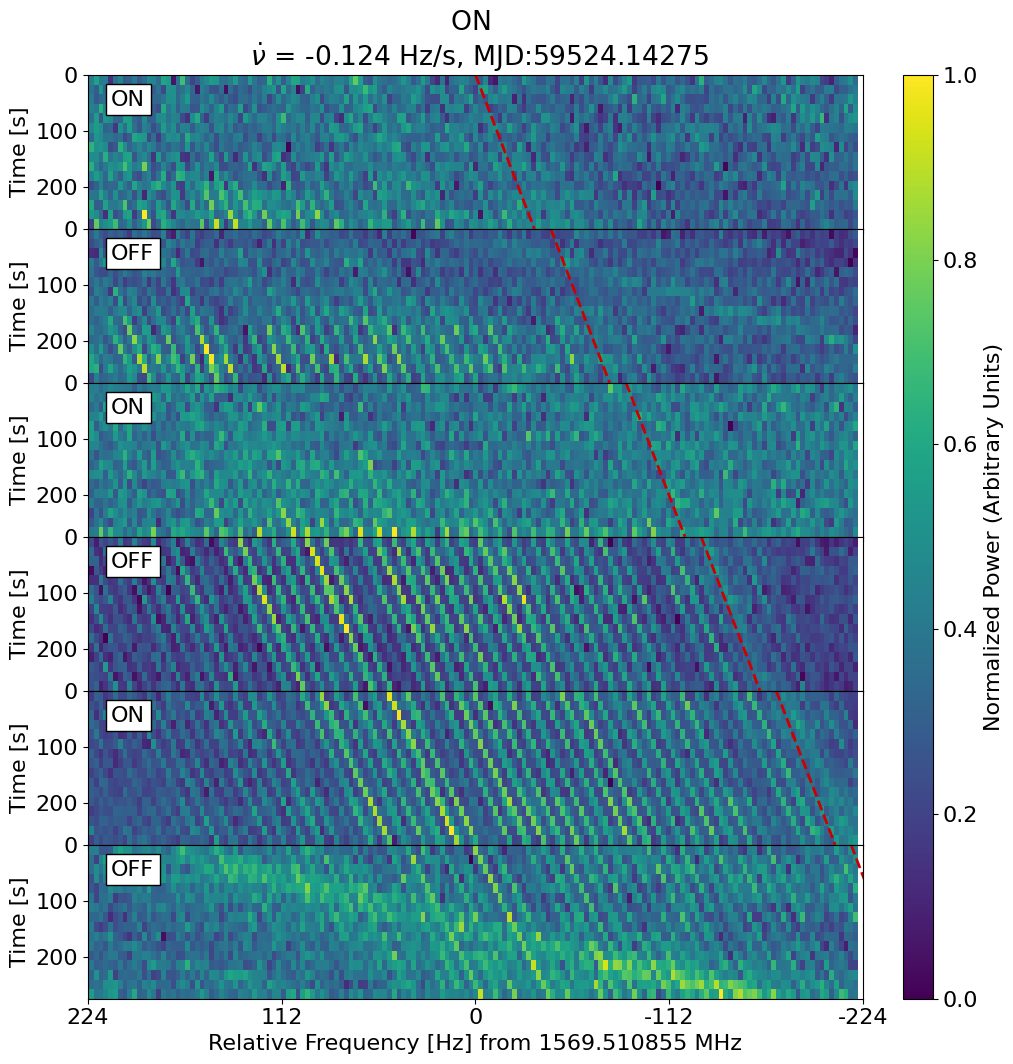 ON
ν̇ = -0.124 Hz/s, MJD:59524.14275
ON
OFF
ON
OFF
ON
OFF
0
100
200
0
100
200
0
100
200
0
100
200
0
100
200
0
100
200
Time [s]
Time [s]
Time [s]
Time [s]
Time [s]
Time [s]
224 112 0 -112 -224
Relative Frequency [Hz] from 1569.510855 MHz
1.0
0.8
0.6
0.4
0.2
0.0
Normalized Power (Arbitrary Units)